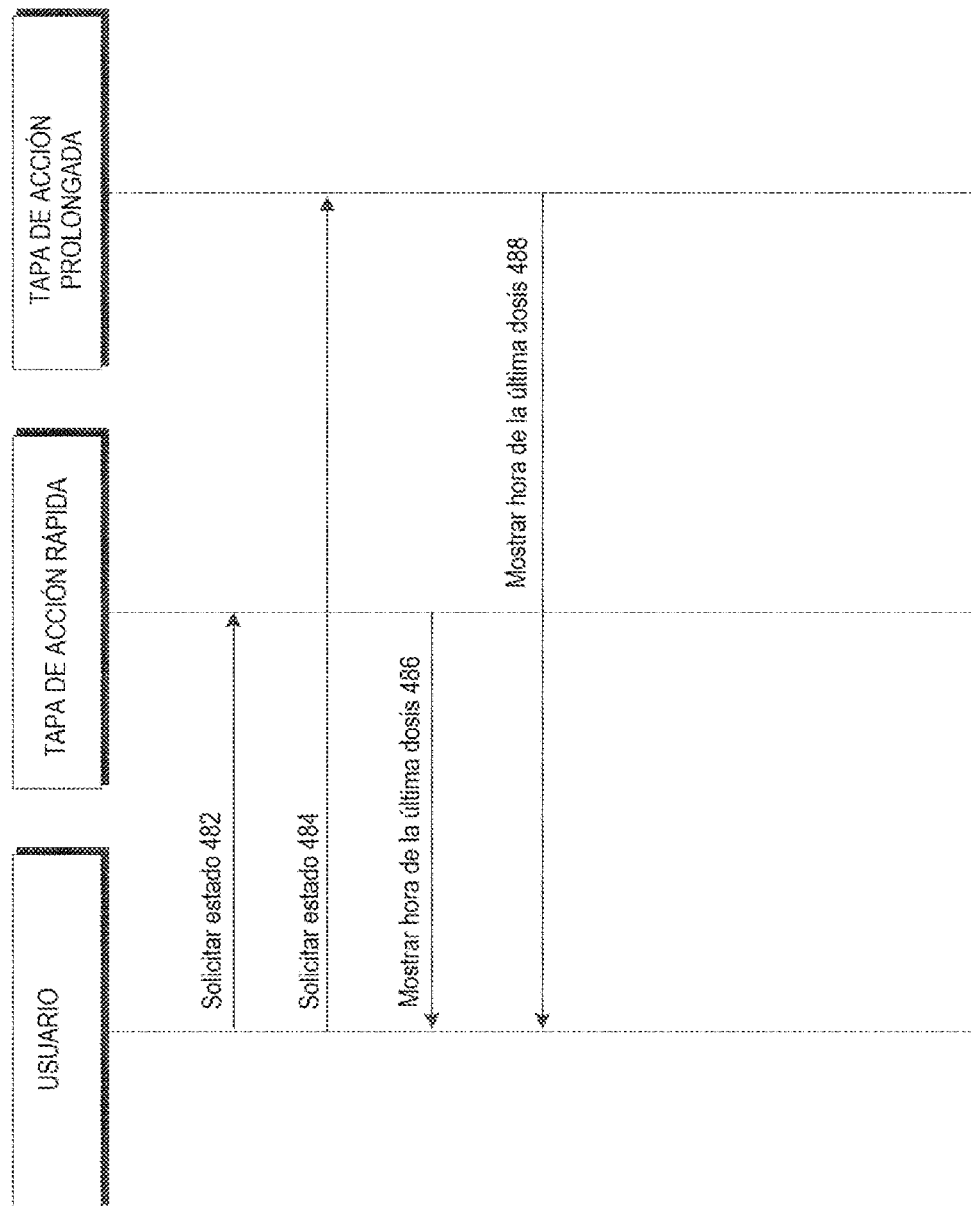 USUARIO
TAPA DE ACCIÓN RÁPIDA
TAPA DE ACCIÓN
PROLONGADA
Solicitar estado 482
Solicitar estado 484
Mostrar hora de la última dosis 486
Mostrar hora de la última dosis 488